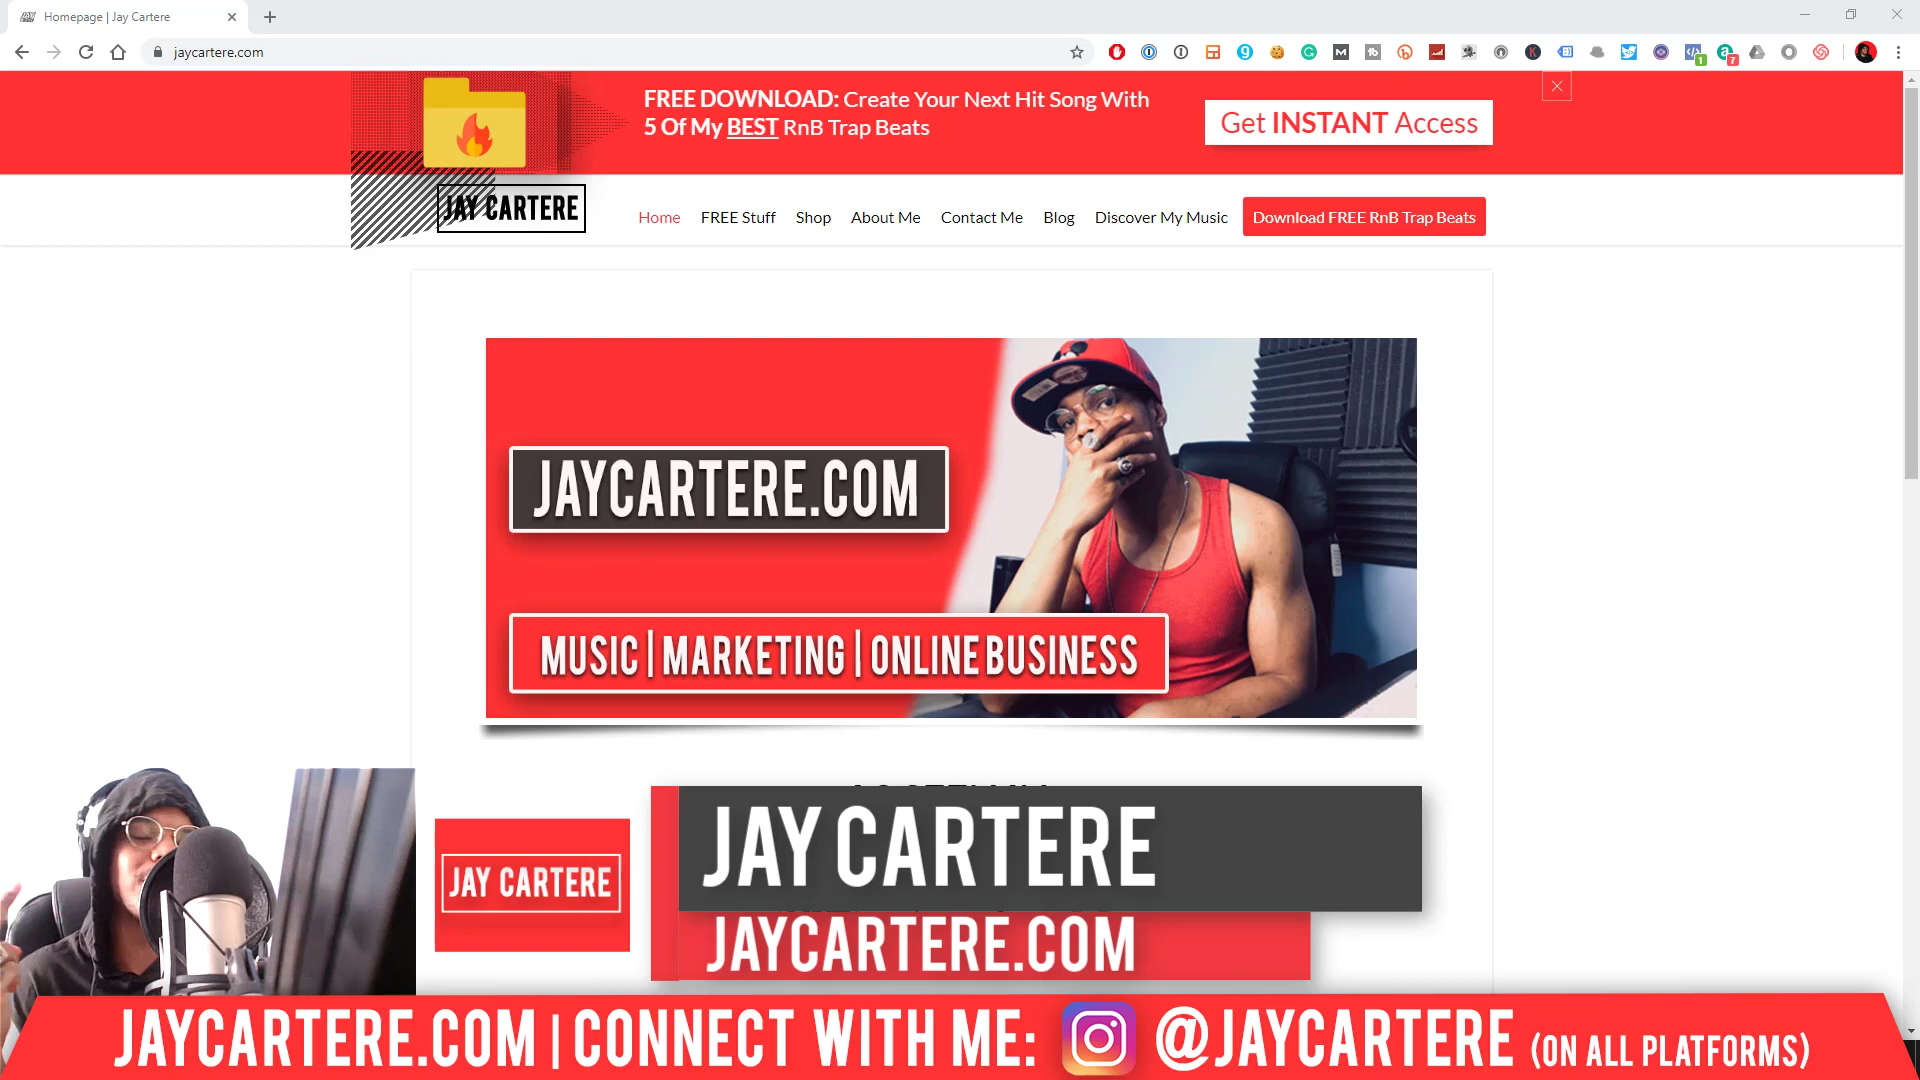 Homepage | Jay Cartere
jaycartere.com
1
7
FREE DOWNLOAD: Create Your Next Hit Song With
5 Of My BEST RnB Trap Beats
Get INSTANT Access
JAY CARTERE
Home
FREE Stuff
Shop
About Me
Contact Me
Blog
Discover My Music
Download FREE RnB Trap Beats
JAYCARTERE.COM
MUSIC | MARKETING | ONLINE BUSINESS
JAY CARTERE
JAY CARTERE
JAYCARTERE.COM
JAYCARTERE.COM | CONNECT WITH ME: @JAYCARTERE (ON ALL PLATFORMS)